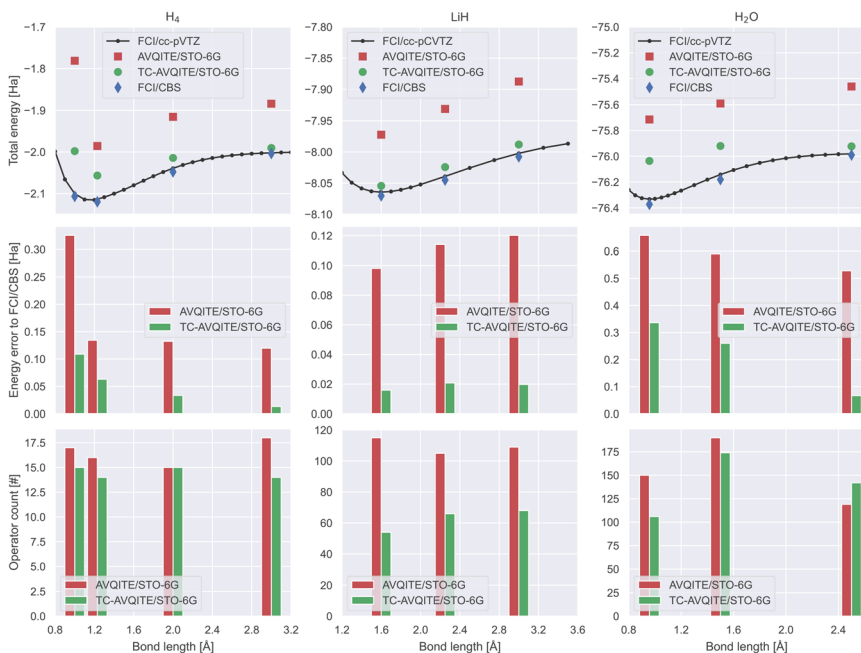 H₄
LiH
H₂O
Total energy [Ha]
−1.7
−1.8
−1.9
−2.0
−2.1
FCI/cc-pVTZ
AVQITE/STO-6G
TC-AVQITE/STO-6G
FCI/CBS
−7.80
−7.85
−7.90
−7.95
−8.00
−8.05
−8.10
FCI/cc-pCVTZ
AVQITE/STO-6G
TC-AVQITE/STO-6G
FCI/CBS
−75.0
−75.2
−75.4
−75.6
−75.8
−76.0
−76.2
−76.4
FCI/cc-pVTZ
AVQITE/STO-6G
TC-AVQITE/STO-6G
FCI/CBS
Energy error to FCI/CBS [Ha]
0.30
0.25
0.20
0.15
0.10
0.05
0.00
AVQITE/STO-6G
TC-AVQITE/STO-6G
0.12
0.10
0.08
0.06
0.04
0.02
0.00
AVQITE/STO-6G
TC-AVQITE/STO-6G
0.6
0.5
0.4
0.3
0.2
0.1
0.0
AVQITE/STO-6G
TC-AVQITE/STO-6G
Operator count [#]
17.5
15.0
12.5
10.0
7.5
5.0
2.5
0.0
AVQITE/STO-6G
TC-AVQITE/STO-6G
0.8 1.2 1.6 2.0 2.4 2.8 3.2
Bond length [Å]
120
100
80
60
40
20
0
AVQITE/STO-6G
TC-AVQITE/STO-6G
1.2 1.6 2.0 2.4 2.8 3.2 3.6
Bond length [Å]
175
150
125
100
75
50
25
0
AVQITE/STO-6G
TC-AVQITE/STO-6G
0.8 1.2 1.6 2.0 2.4
Bond length [Å]